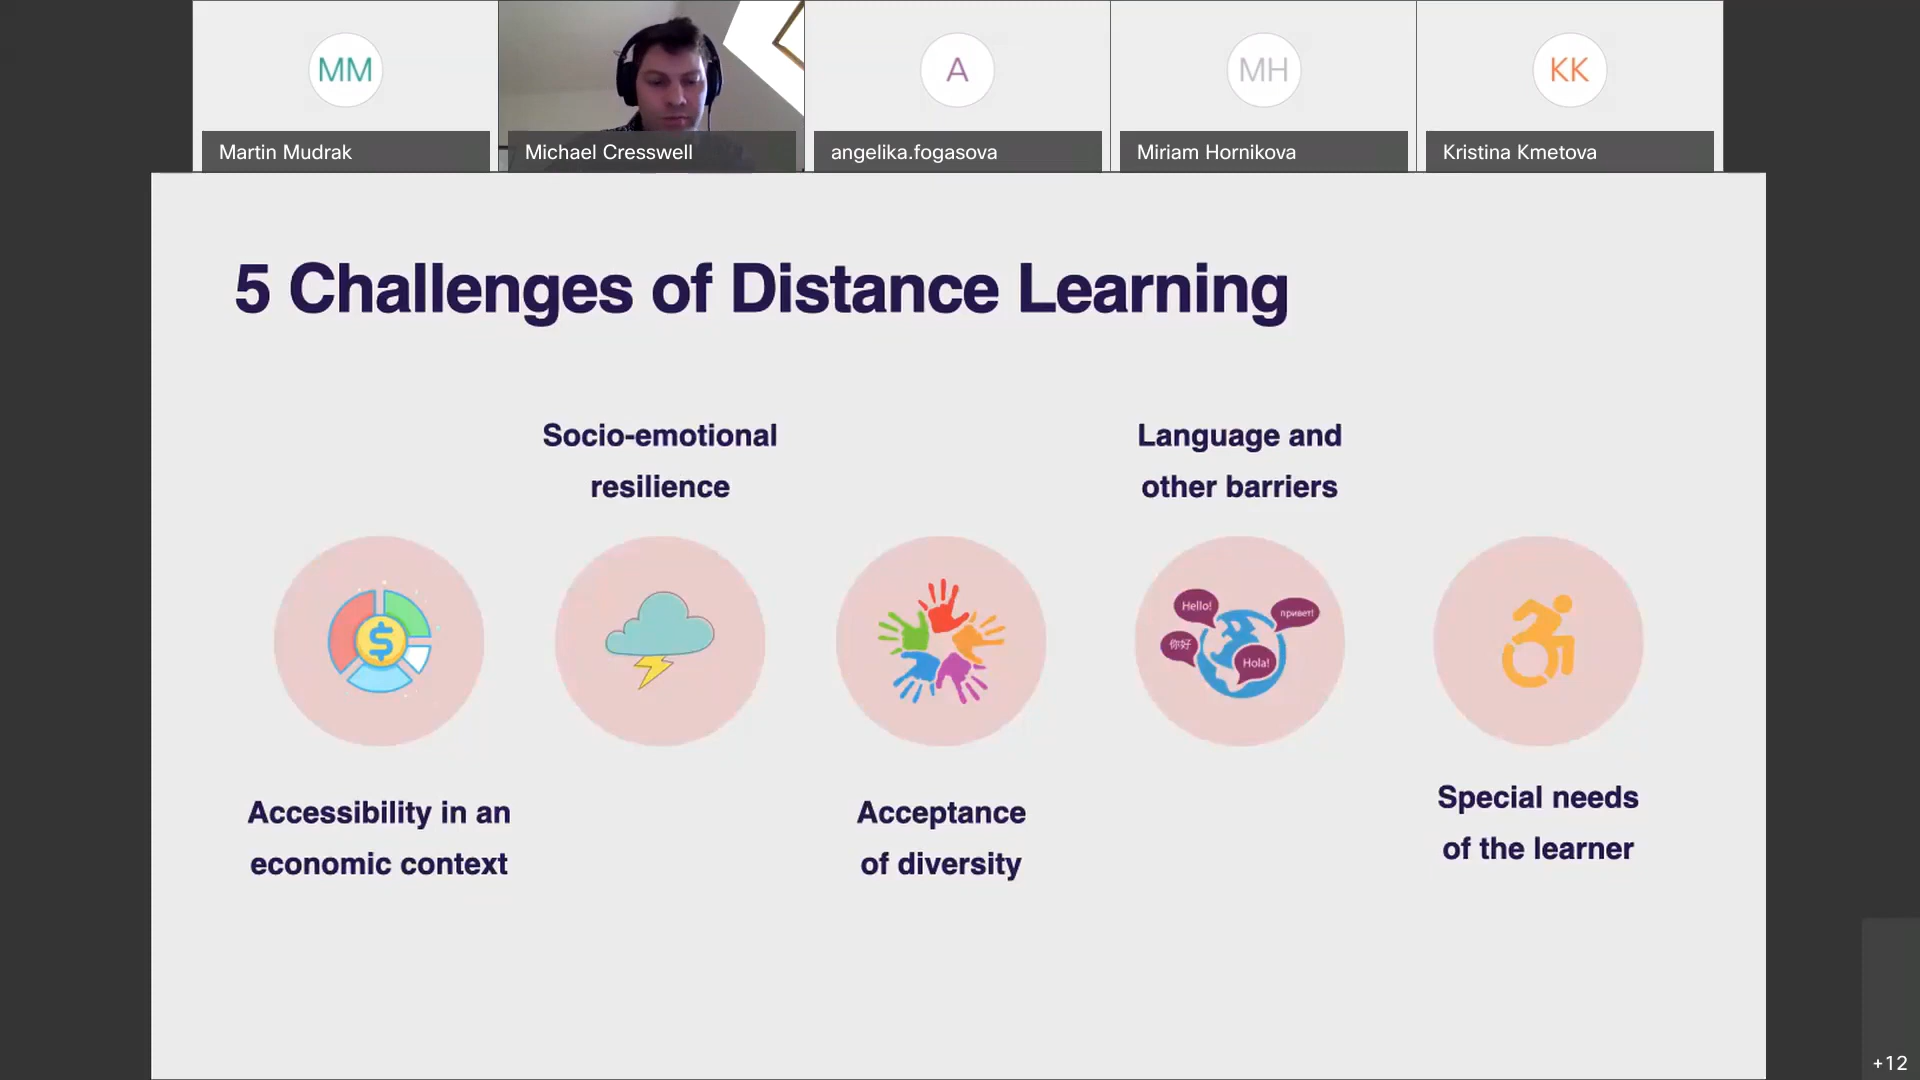 MM
A
MH
KK
Martin Mudrak
Michael Cresswell
angelika.fogasova
Miriam Hornikova
Kristina Kmetova
5 Challenges of Distance Learning
Socio-emotional
resilience
Language and
other barriers
$
Hello!
привет!
你好
Hola!
Accessibility in an
economic context
Acceptance
of diversity
Special needs
of the learner
+12